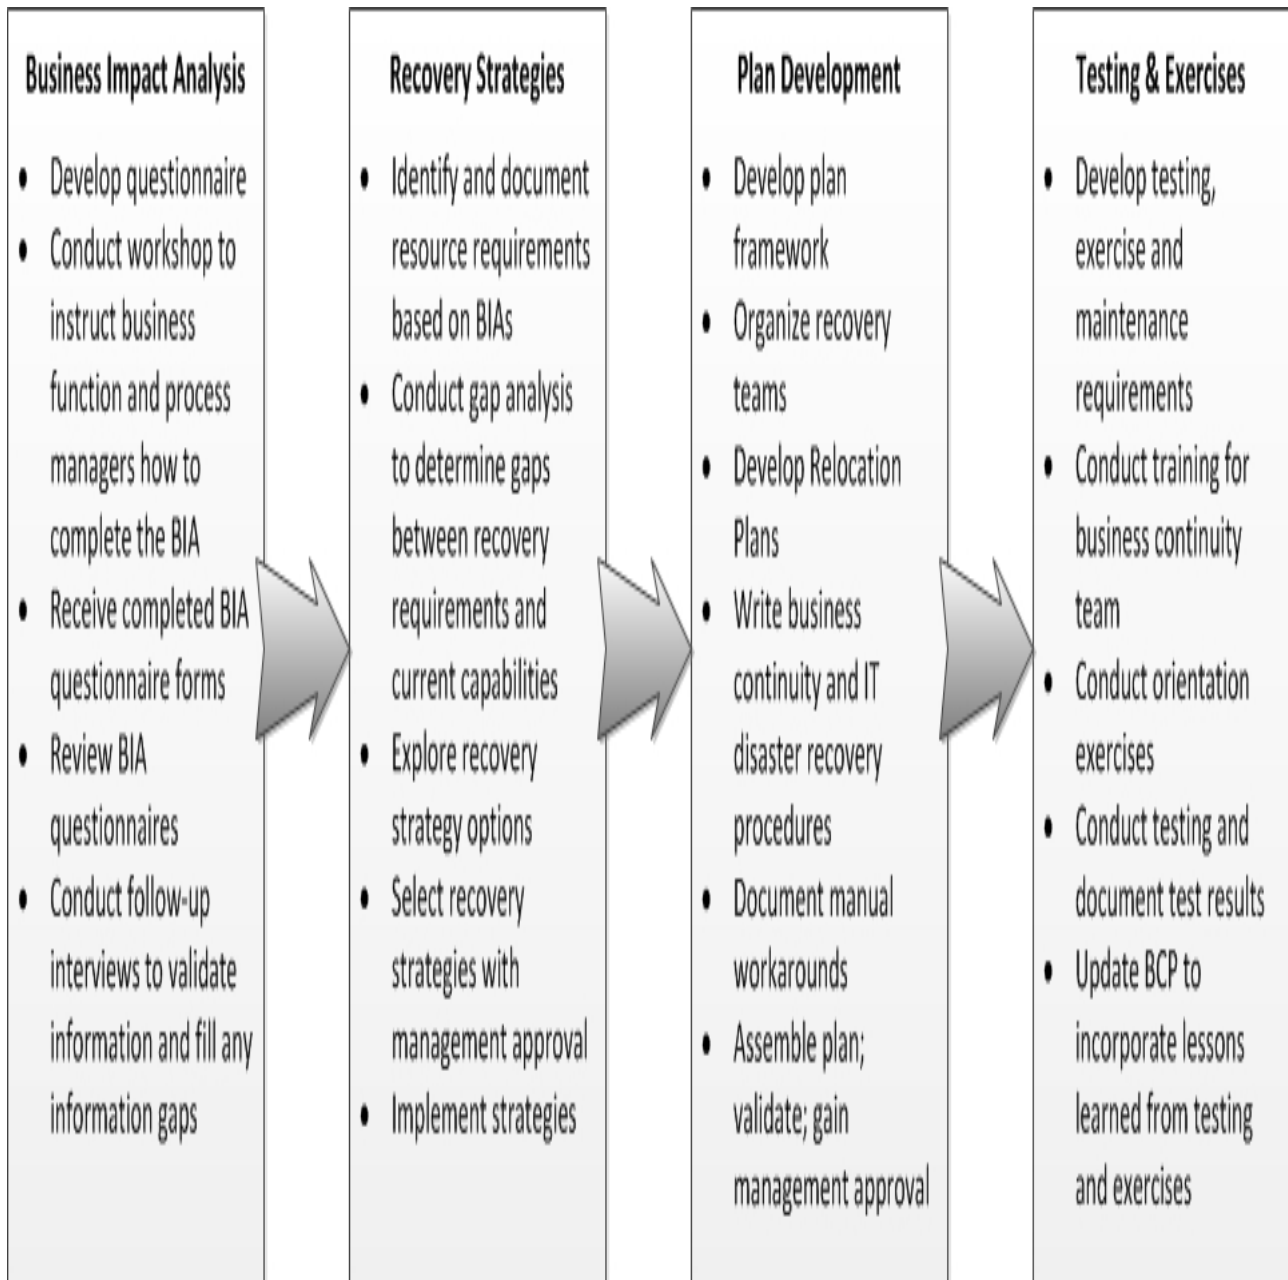 Business Impact Analysis
• Develop questionnaire
• Conduct workshop to
instruct business
function and process
managers how to
complete the BIA
• Receive completed BIA
questionnaire forms
• Review BIA
questionnaires
• Conduct follow-up
interviews to validate
information and fill any
information gaps
Recovery Strategies
• Identify and document
resource requirements
based on BIAs
• Conduct gap analysis
to determine gaps
between recovery
requirements and
current capabilities
• Explore recovery
strategy options
• Select recovery
strategies with
management approval
• Implement strategies
Plan Development
• Develop plan
framework
• Organize recovery
teams
• Develop Relocation
Plans
• Write business
continuity and IT
disaster recovery
procedures
• Document manual
workarounds
• Assemble plan;
validate; gain
management approval
Testing & Exercises
• Develop testing,
exercise and
maintenance
requirements
• Conduct training for
business continuity
team
• Conduct orientation
exercises
• Conduct testing and
document test results
• Update BCP to
incorporate lessons
learned from testing
and exercises